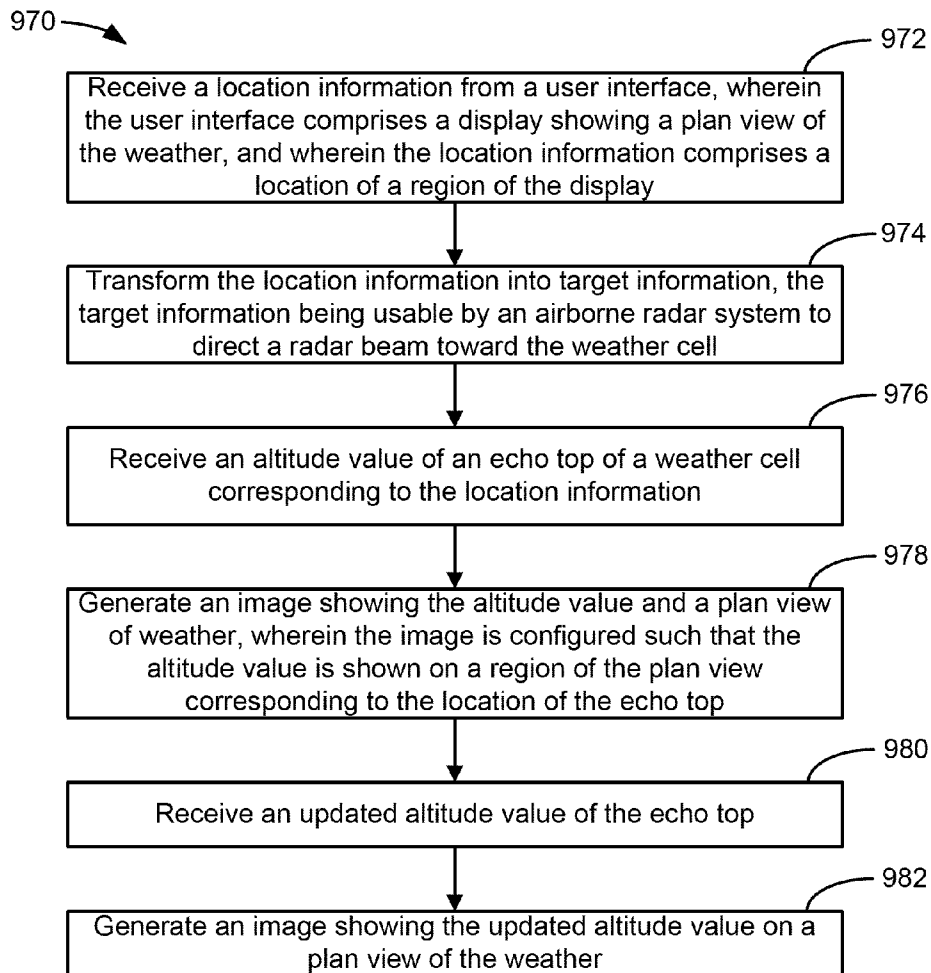 970
972
Receive a location information from a user interface, wherein
the user interface comprises a display showing a plan view of
the weather, and wherein the location information comprises a
location of a region of the display
974
Transform the location information into target information, the
target information being usable by an airborne radar system to
direct a radar beam toward the weather cell
976
Receive an altitude value of an echo top of a weather cell
corresponding to the location information
978
Generate an image showing the altitude value and a plan view
of weather, wherein the image is configured such that the
altitude value is shown on a region of the plan view
corresponding to the location of the echo top
980
Receive an updated altitude value of the echo top
982
Generate an image showing the updated altitude value on a
plan view of the weather